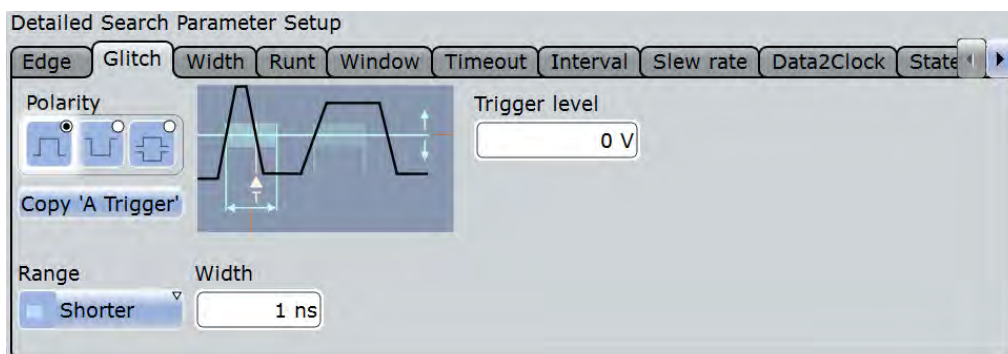 Detailed Search Parameter Setup
Edge Glitch Width Runt Window Timeout Interval Slew rate Data2Clock State
Polarity
Trigger level
0 V
T
Copy 'A Trigger'
Range Width
Shorter 1 ns